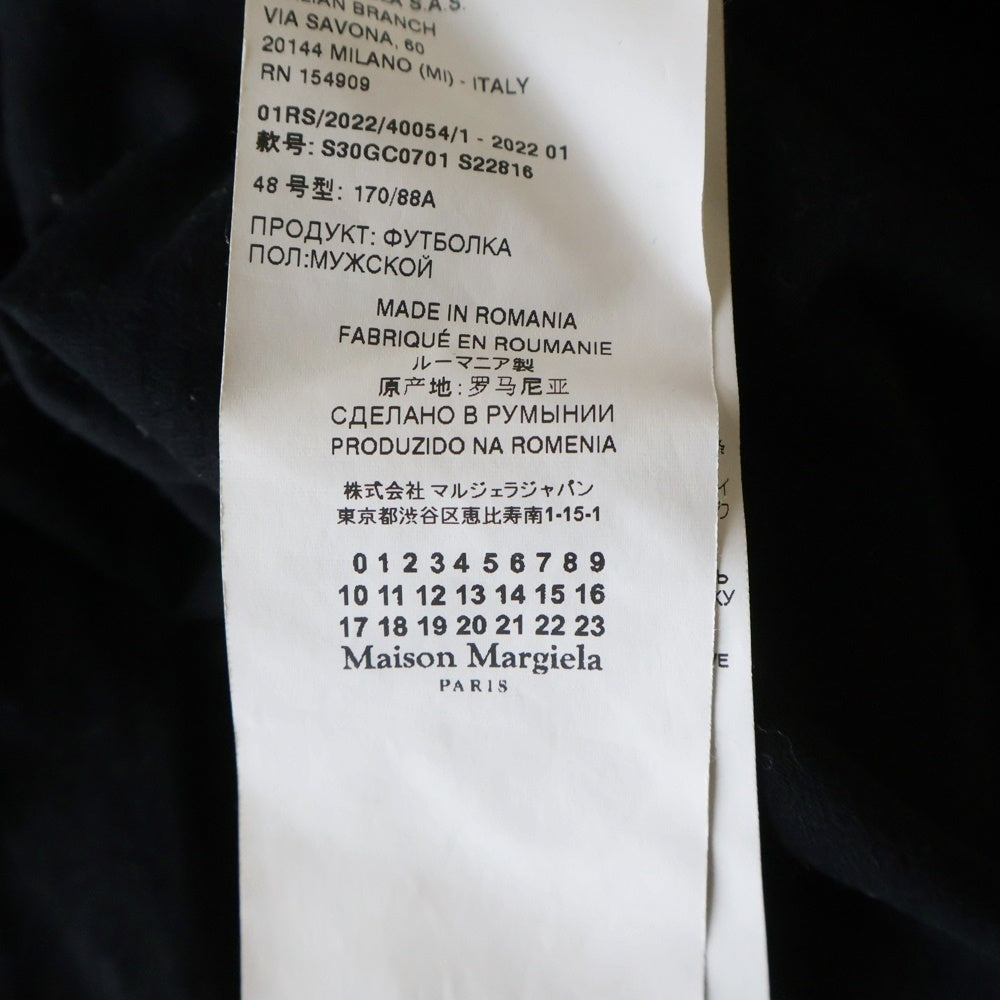 S.A.S.
ITALIAN BRANCH
VIA SAVONA, 60
20144 MILANO (MI) - ITALY
RN 154909
01RS/2022/40054/1 - 2022 01
款号: S30GC0701 S22816
48 号型: 170/88A
ПРОДУКТ: ФУТБОЛКА
ПОЛ:МУЖСКОЙ
MADE IN ROMANIA
FABRIQUÉ EN ROUMANIE
ルーマニア製
原产地: 罗马尼亚
СДЕЛАНО В РУМЫНИИ
PRODUZIDO NA ROMENIA
株式会社 マルジェラジャパン
東京都渋谷区恵比寿南1-15-1
0 1 2 3 4 5 6 7 8 9
10 11 12 13 14 15 16
17 18 19 20 21 22 23
Maison Margiela
PARIS